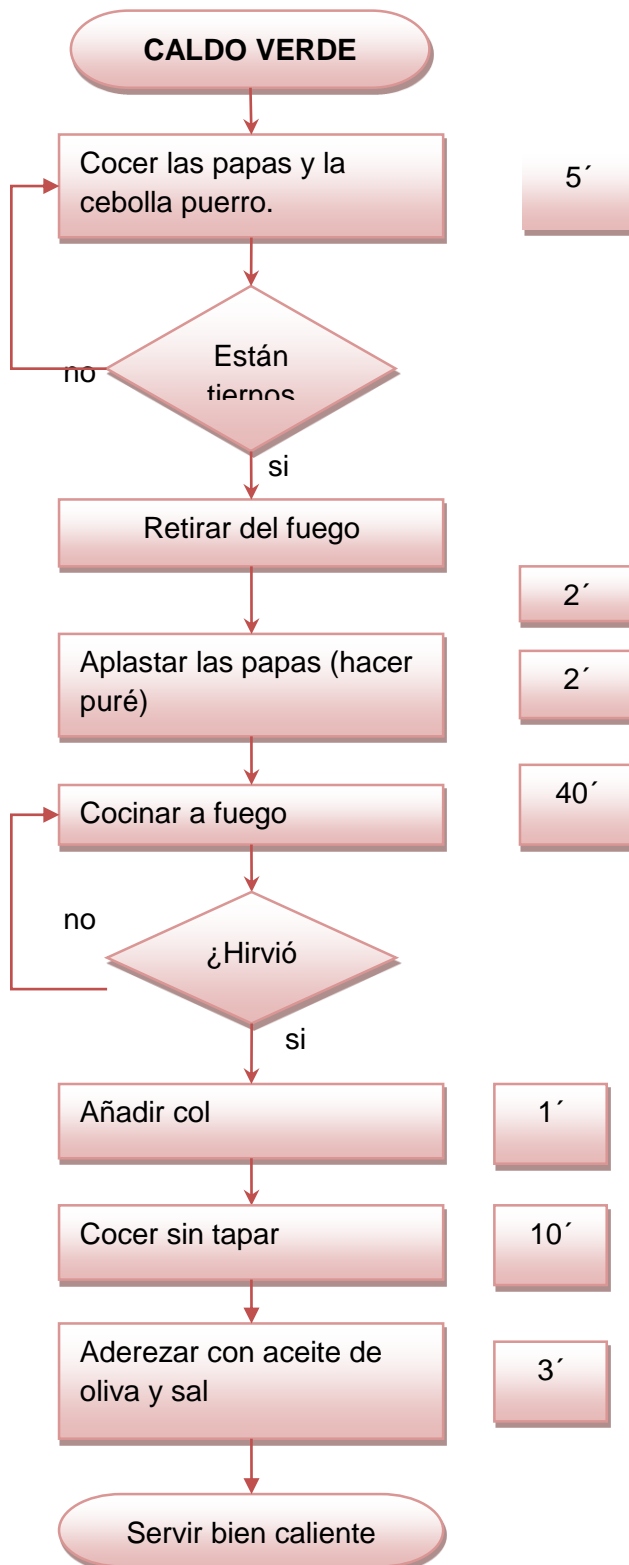 CALDO VERDE
Cocer las papas y la
cebolla puerro.
5´
Están
tiernos
no
si
Retirar del fuego
2´
Aplastar las papas (hacer
puré)
2´
Cocinar a fuego
40´
no
¿Hirvió
si
Añadir col
1´
Cocer sin tapar
10´
Aderezar con aceite de
oliva y sal
3´
Servir bien caliente